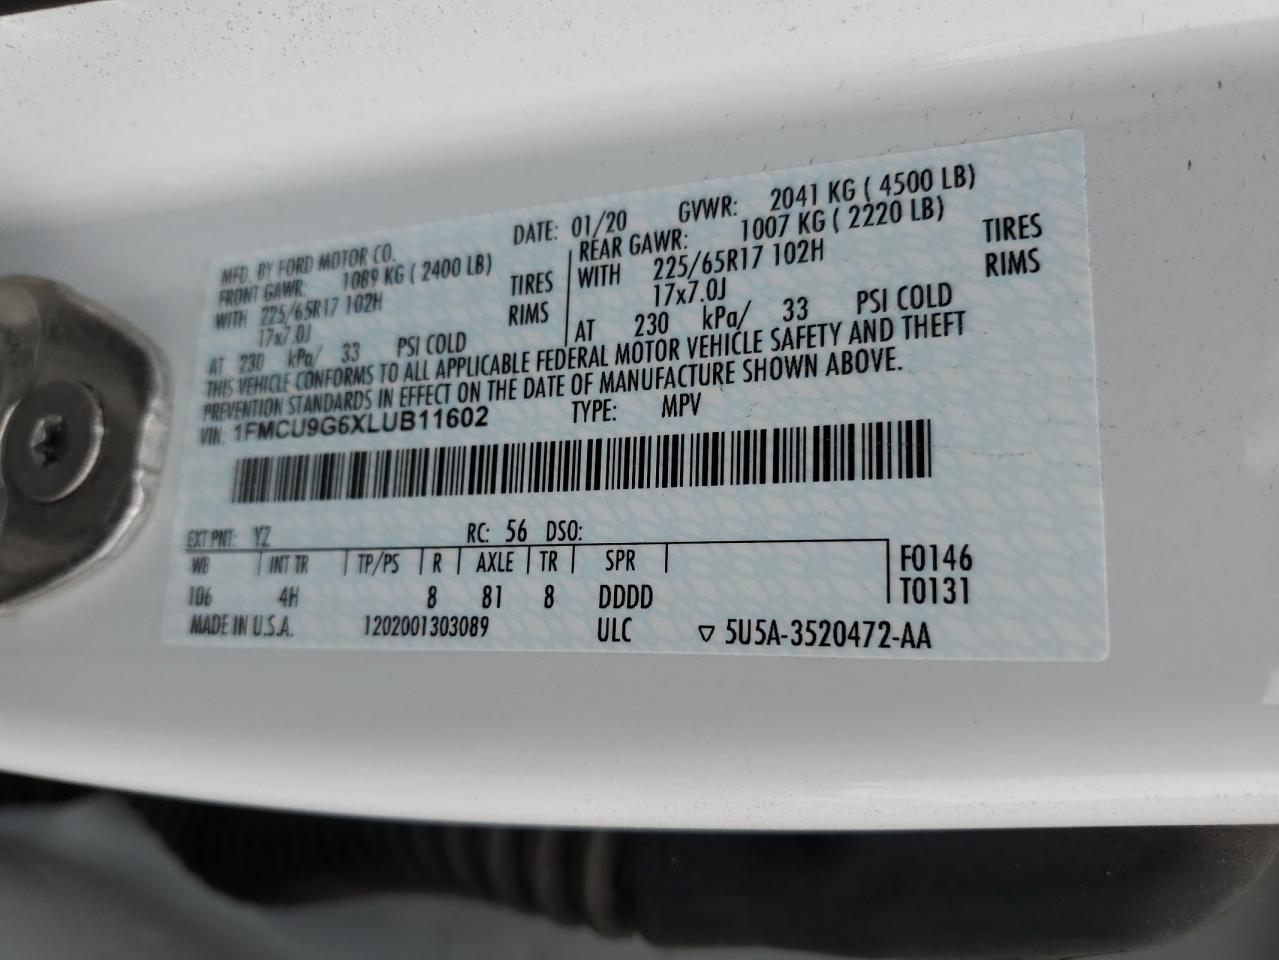 MFD. BY FORD MOTOR CO.
DATE: 01/20
GVWR: 2041 KG ( 4500 LB)
FRONT GAWR: 1089 KG ( 2400 LB)
REAR GAWR: 1007 KG ( 2220 LB)
WITH 225/65R17 102H TIRES
WITH 225/65R17 102H TIRES
17x7.0J RIMS
17x7.0J RIMS
AT 230 kPa/ 33 PSI COLD
AT 230 kPa/ 33 PSI COLD
THIS VEHICLE CONFORMS TO ALL APPLICABLE FEDERAL MOTOR VEHICLE SAFETY AND THEFT
PREVENTION STANDARDS IN EFFECT ON THE DATE OF MANUFACTURE SHOWN ABOVE.
VIN: 1FMCU9G6XLUB11602 TYPE: MPV
EXT PNT: YZ RC: 56 DSO:
WB INT TR TP/PS R AXLE TR SPR F0146
106 4H 8 81 8 DDDD T0131
MADE IN U.S.A. 1202001303089 ULC ▽ 5U5A-3520472-AA